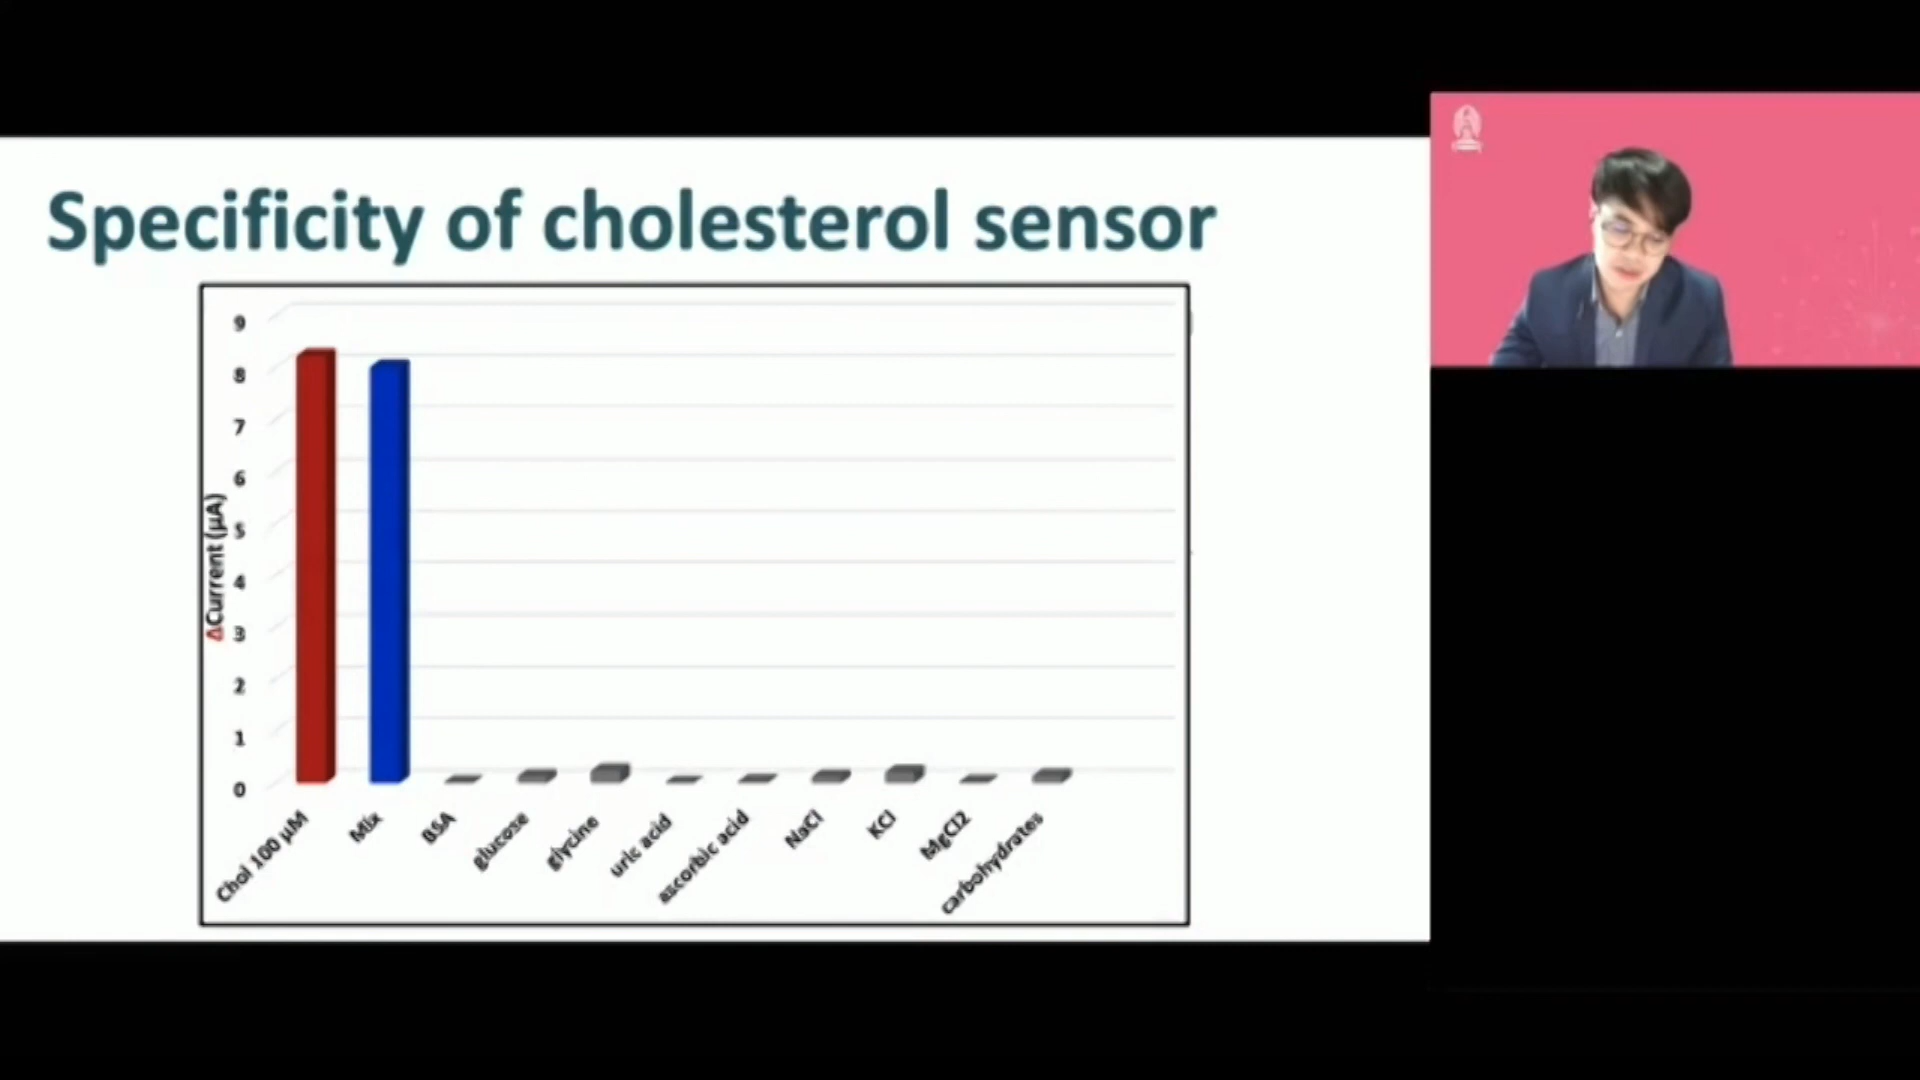 Specificity of cholesterol sensor
ΔCurrent (µA)
9
8
7
6
5
4
3
2
1
0
Chol 100 µM
Mix
BSA
glucose
glycine
uric acid
ascorbic acid
NaCl
KCl
MgCl2
carbohydrates